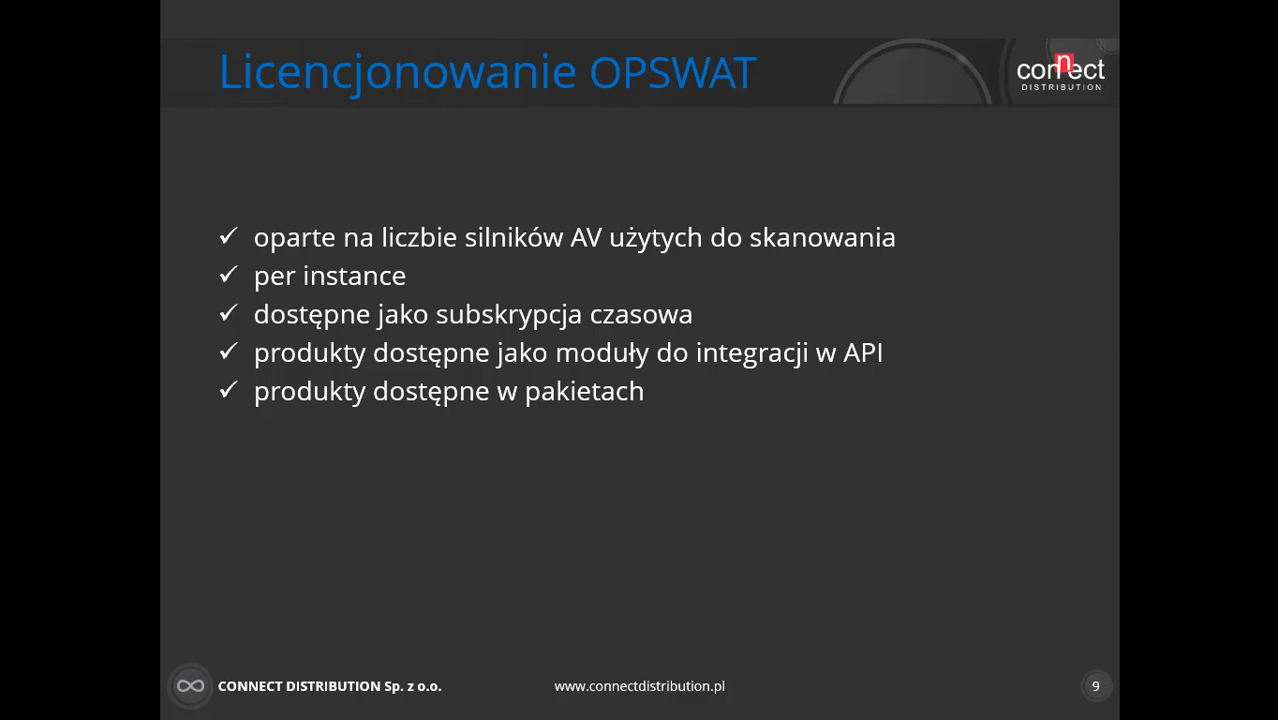 Licencjonowanie OPSWAT
connect
DISTRIBUTION
oparte na liczbie silników AV użytych do skanowania
per instance
dostępne jako subskrypcja czasowa
produkty dostępne jako moduły do integracji w API
produkty dostępne w pakietach
CONNECT DISTRIBUTION Sp. z o.o.
www.connectdistribution.pl
9